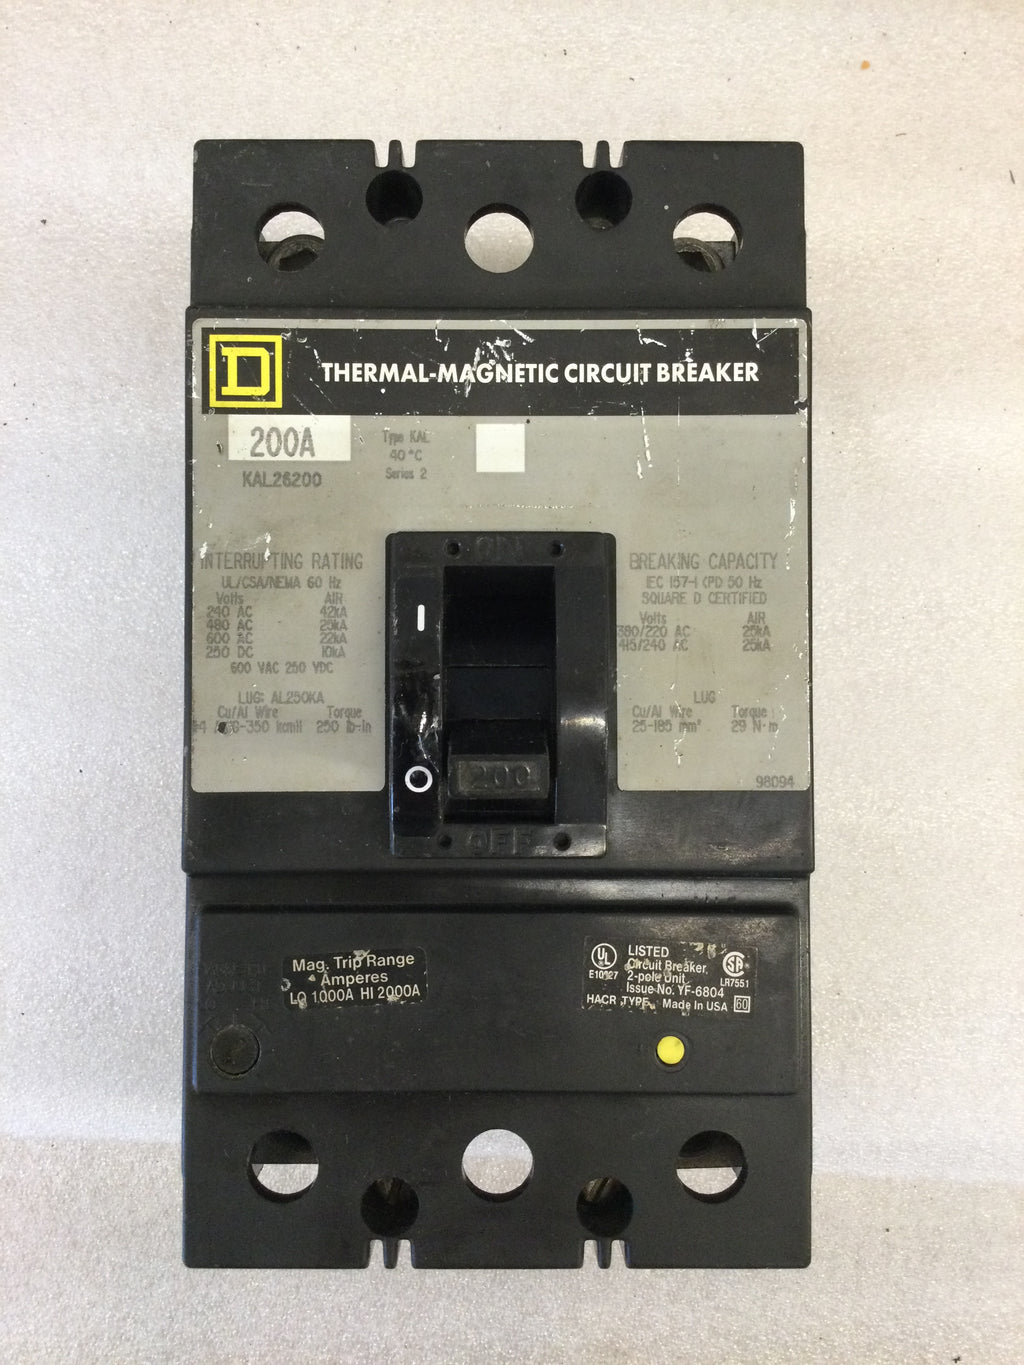 D
THERMAL-MAGNETIC CIRCUIT BREAKER
200A
KAL26200
Type KAL
40 °C
Series 2
INTERRUPTING RATING
UL/CSA/NEMA 60 Hz
Volts AIR
240 AC 42kA
480 AC 25kA
600 AC 22kA
250 DC 10kA
600 VAC 250 VDC
LUG: AL250KA
Cu/Al Wire Torque
250 lb-in
ON
I
O
200
OFF
BREAKING CAPACITY
IEC 157-1 CPD 50 Hz
SQUARE D CERTIFIED
Volts AIR
380/220 AC 25kA
415/240 AC 25kA
LUG
Cu/Al Wire Torque
25-185 mm² 29 N·m
98094
Mag. Trip Range
Amperes
LO 1000A HI 2000A
UL
LISTED
Circuit Breaker
2-pole Unit
Issue No. YF-6804
E10027
SA
LR7551
HACR TYPE Made in USA 60